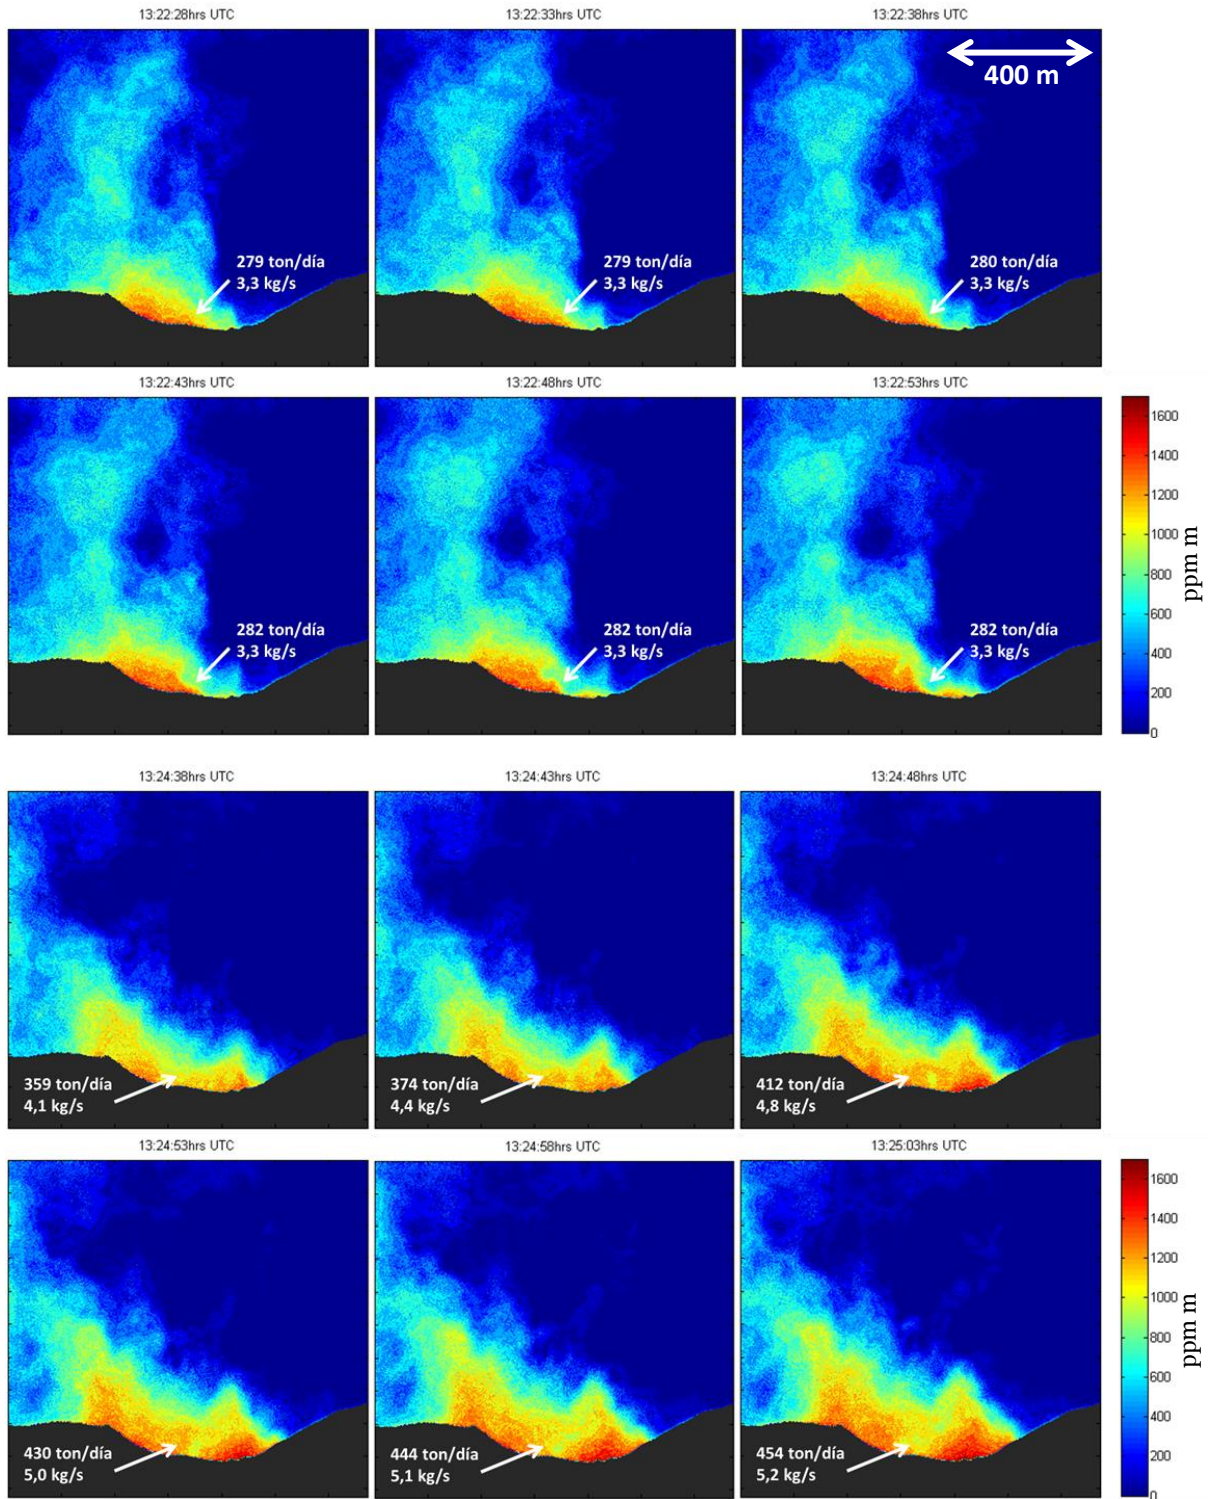 13:22:28hrs UTC
13:22:33hrs UTC
13:22:38hrs UTC
400 m
279 ton/día
3,3 kg/s
279 ton/día
3,3 kg/s
280 ton/día
3,3 kg/s
13:22:43hrs UTC
13:22:48hrs UTC
13:22:53hrs UTC
282 ton/día
3,3 kg/s
282 ton/día
3,3 kg/s
282 ton/día
3,3 kg/s
1600
1400
1200
1000
800
600
400
200
0
ppm m
13:24:38hrs UTC
13:24:43hrs UTC
13:24:48hrs UTC
359 ton/día
4,1 kg/s
374 ton/día
4,4 kg/s
412 ton/día
4,8 kg/s
13:24:53hrs UTC
13:24:58hrs UTC
13:25:03hrs UTC
430 ton/día
5,0 kg/s
444 ton/día
5,1 kg/s
454 ton/día
5,2 kg/s
1600
1400
1200
1000
800
600
400
200
0
ppm m